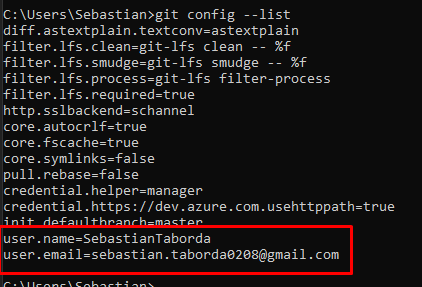 C:\Users\Sebastian>git config --list
diff.astextplain.textconv=astextplain
filter.lfs.clean=git-lfs clean -- %f
filter.lfs.smudge=git-lfs smudge -- %f
filter.lfs.process=git-lfs filter-process
filter.lfs.required=true
http.sslbackend=schannel
core.autocrlf=true
core.fscache=true
core.symlinks=false
pull.rebase=false
credential.helper=manager
credential.https://dev.azure.com.usehttppath=true
init.defaultbranch=master
user.name=SebastianTaborda
user.email=sebastian.taborda0208@gmail.com
C:\Users\Sebastian>